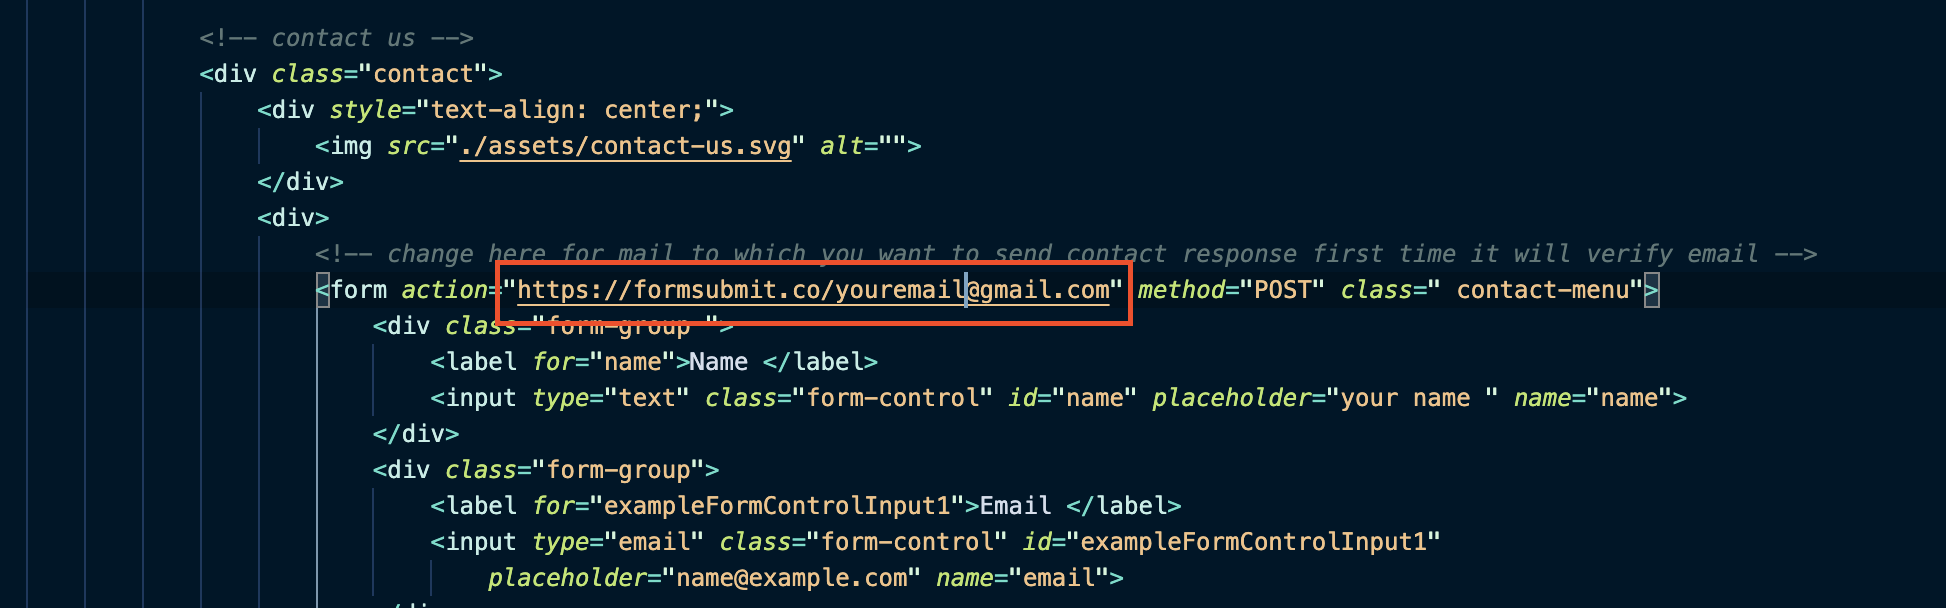 <!-- contact us -->
<div class="contact">
<div style="text-align: center;">
<img src="./assets/contact-us.svg" alt="">
</div>
<div>
<!-- change here for mail to which you want to send contact response first time it will verify email -->
<form action="https://formsubmit.co/youremail@gmail.com" method="POST" class=" contact-menu">
<div class="form-group ">
<label for="name">Name </label>
<input type="text" class="form-control" id="name" placeholder="your name " name="name">
</div>
<div class="form-group">
<label for="exampleFormControlInput1">Email </label>
<input type="email" class="form-control" id="exampleFormControlInput1"
placeholder="name@example.com" name="email">